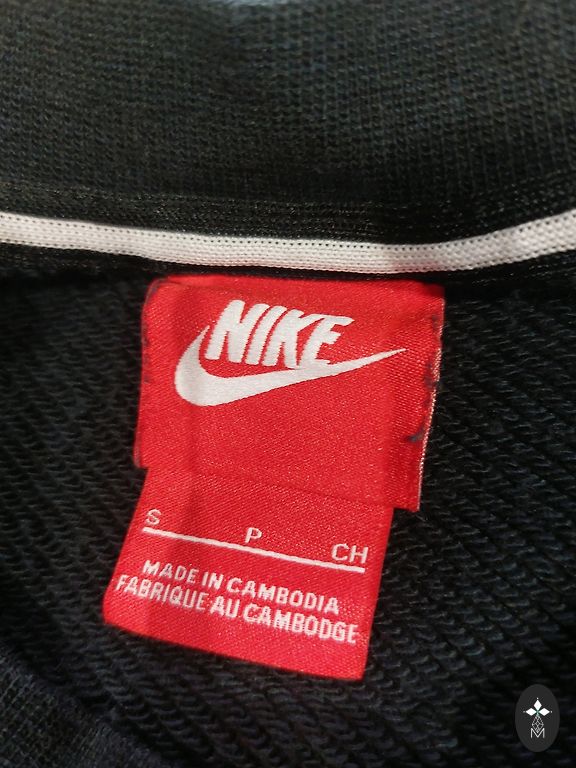 NIKE
S P CH
MADE IN CAMBODIA
FABRIQUE AU CAMBODGE
M